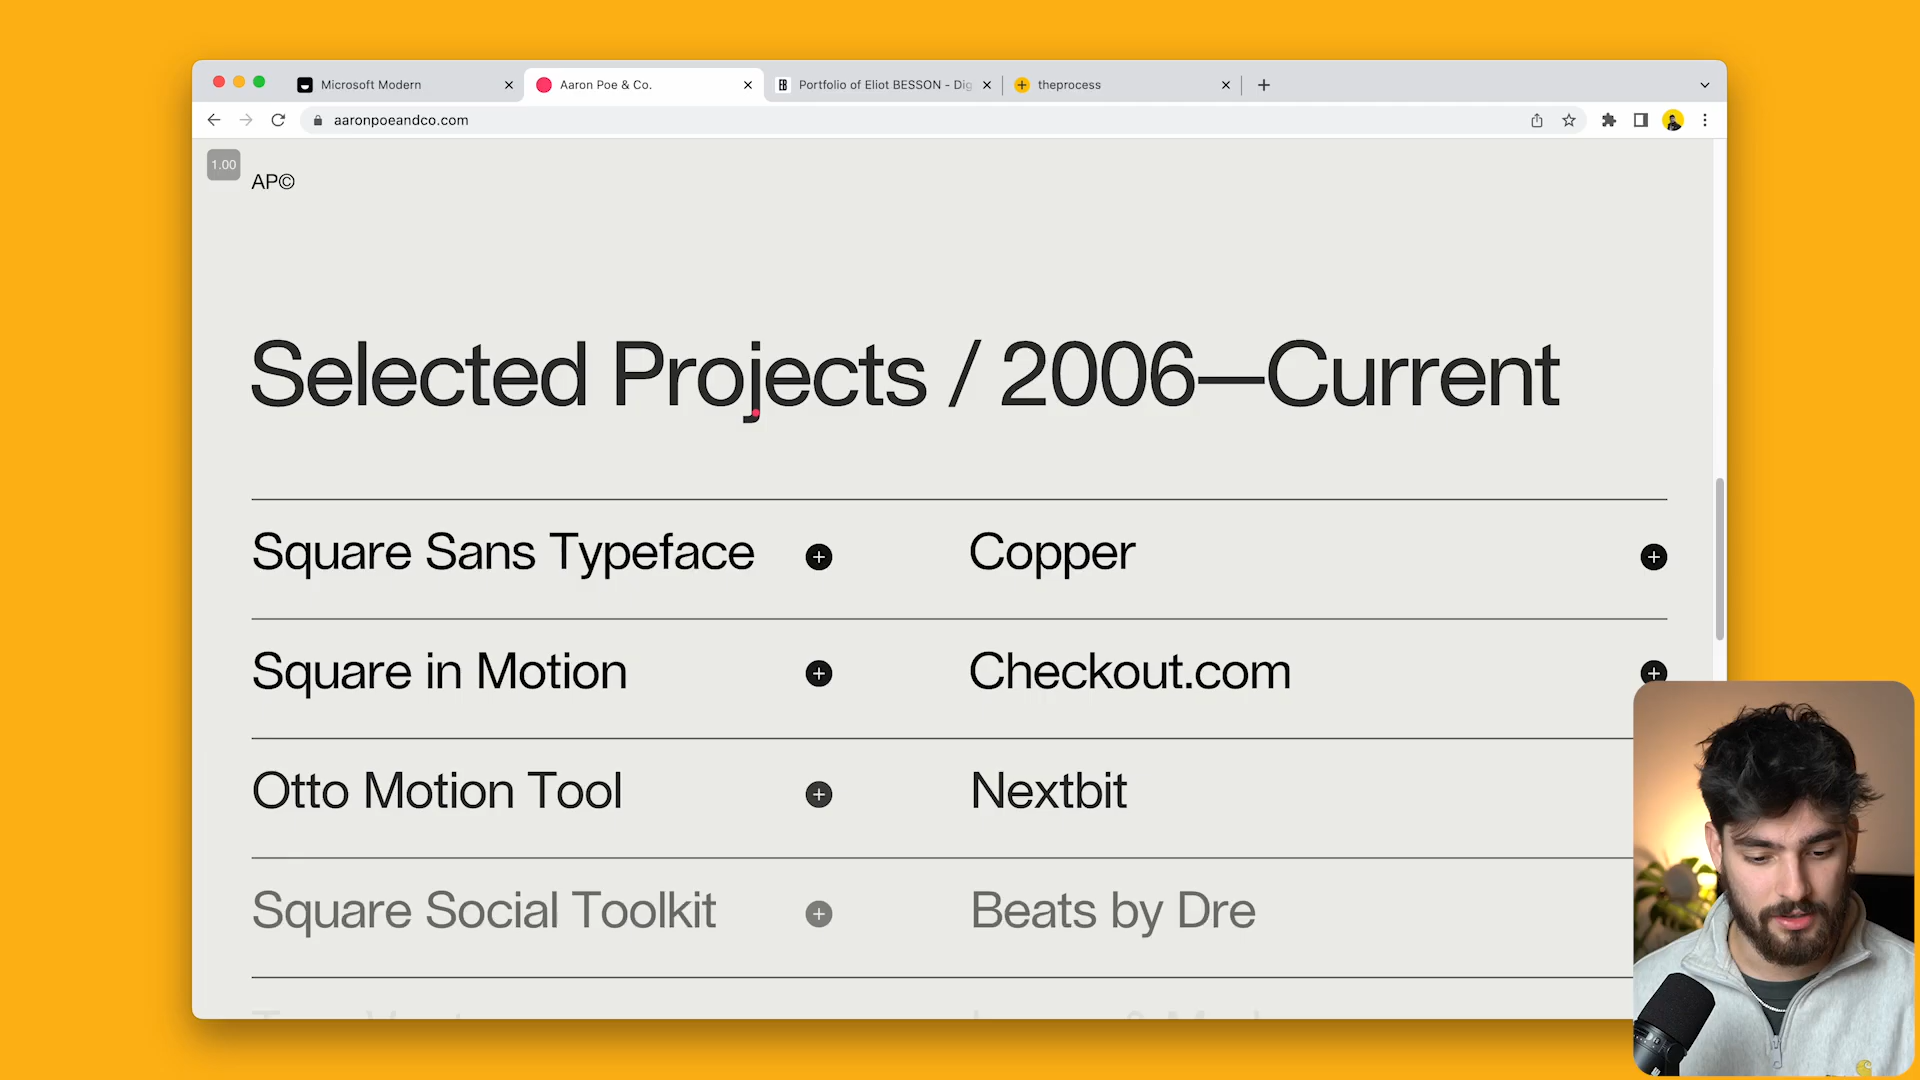 Microsoft Modern
Aaron Poe & Co.
Portfolio of Eliot BESSON - Dig
theprocess
aaronpoeandco.com
1.00
AP©
Selected Projects / 2006—Current
Square Sans Typeface
Copper
Square in Motion
Checkout.com
Otto Motion Tool
Nextbit
Square Social Toolkit
Beats by Dre